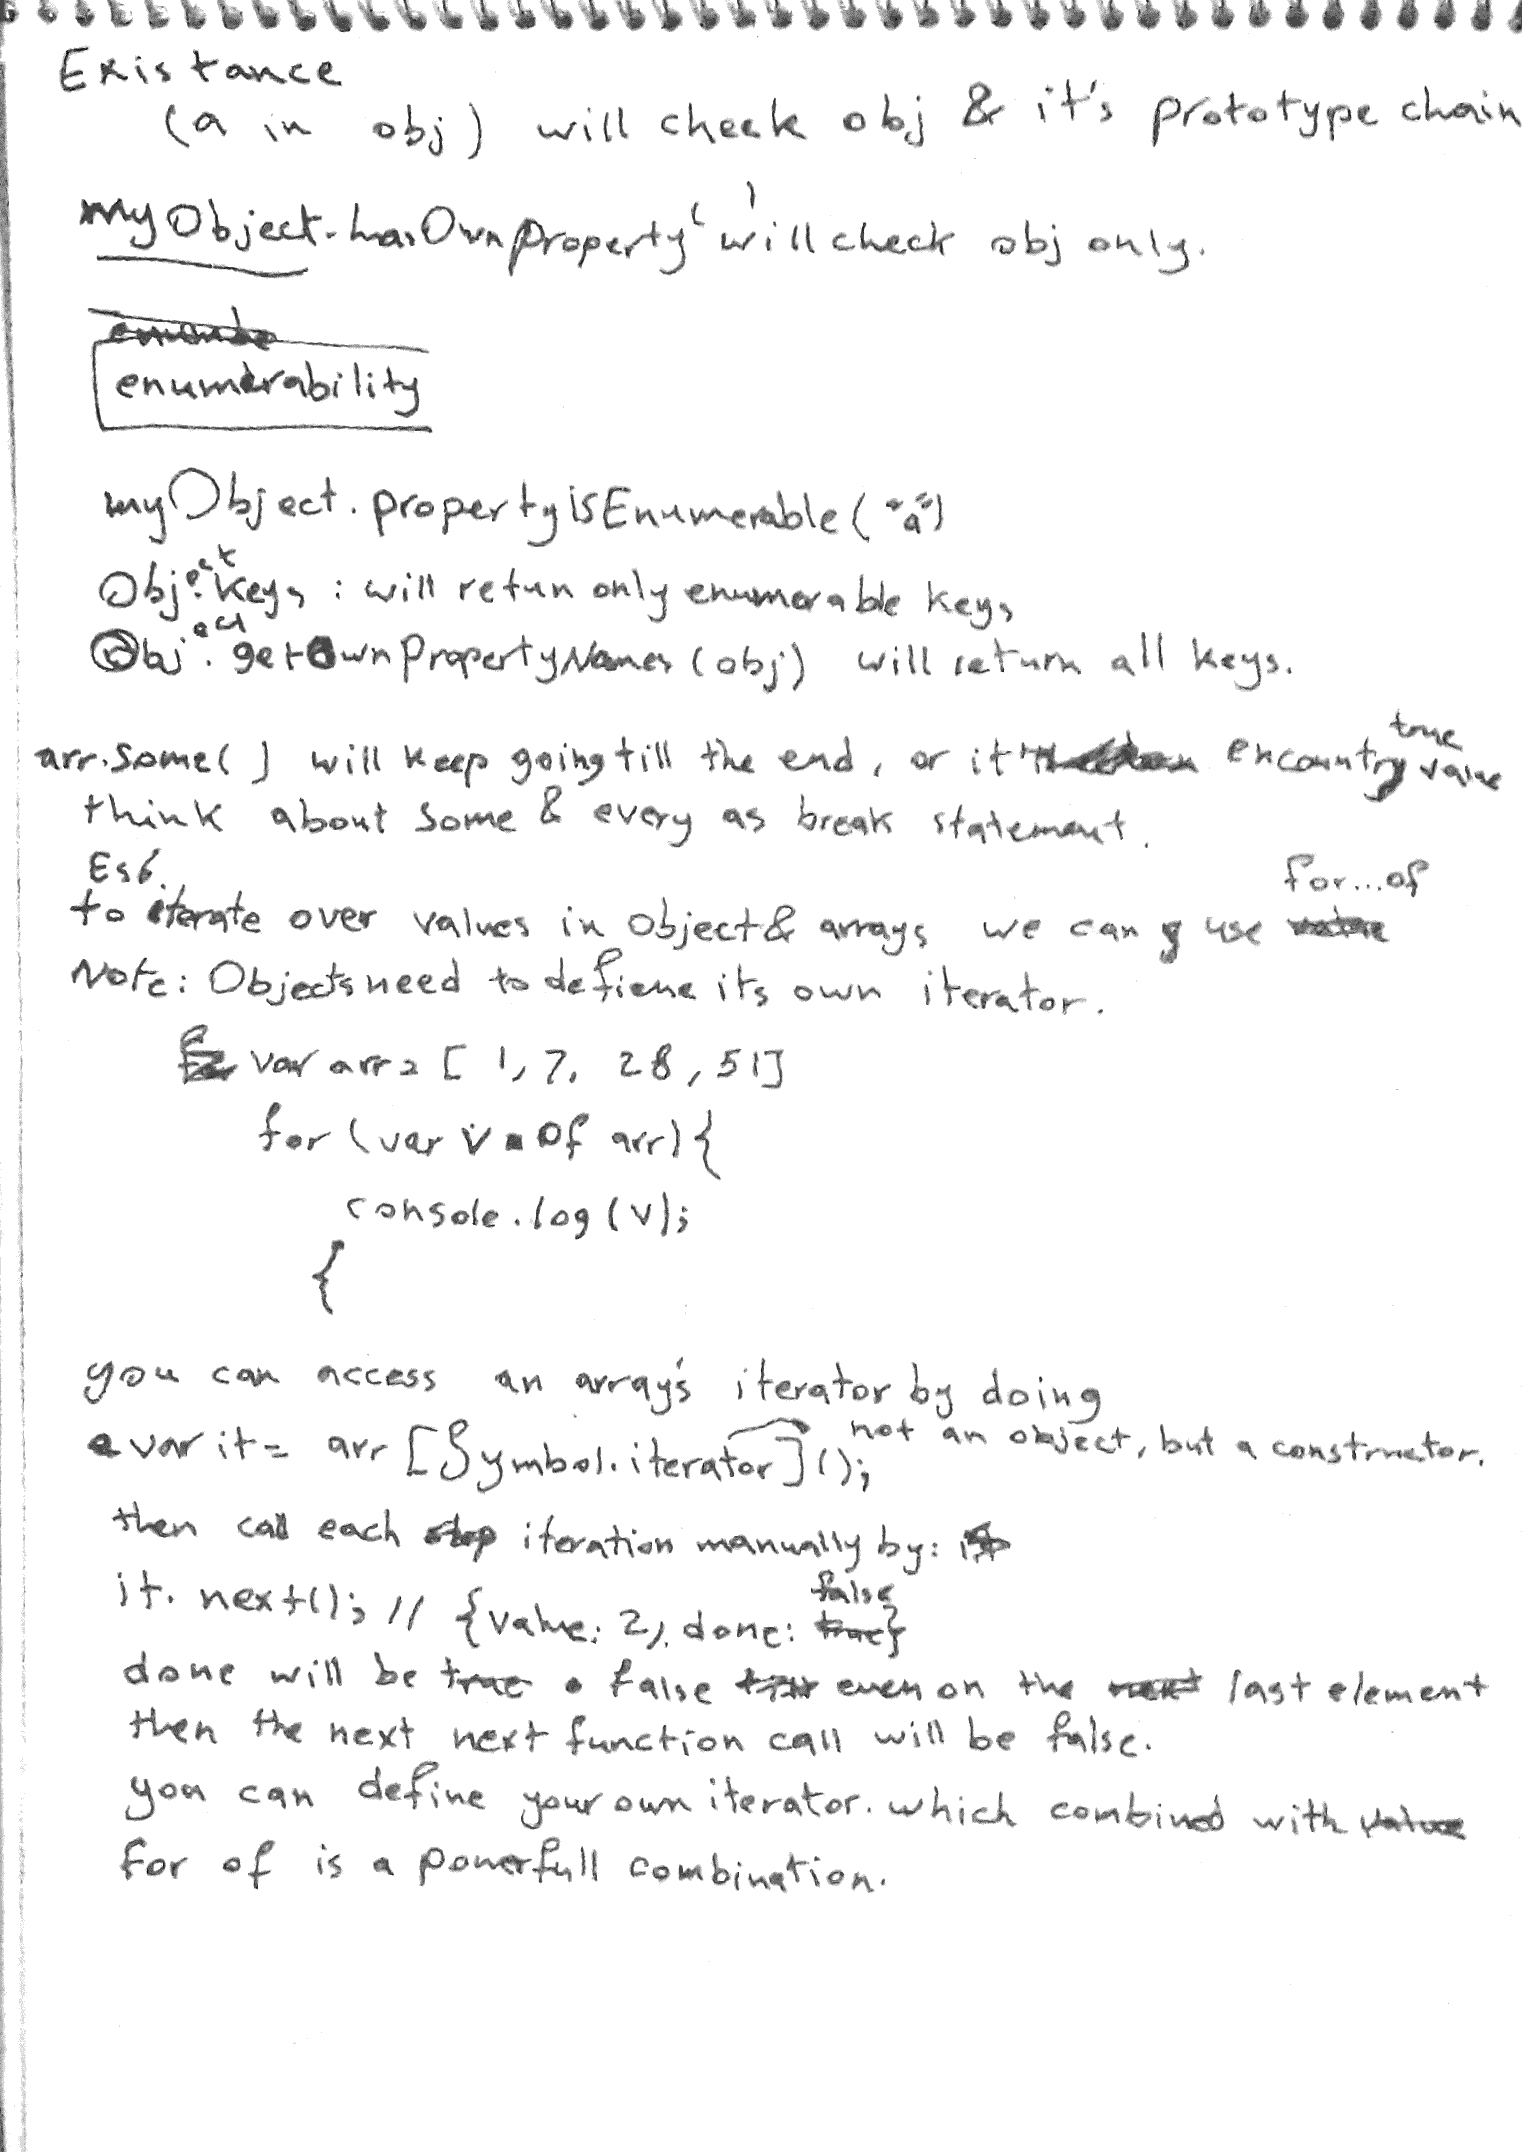 Existance
(a in obj) will check obj & it's prototype chain
myObject.hasOwnProperty( ) will check obj only.
enumerability
myObject.propertyisEnumerable("a")
Object.keys : will retun only enumerable keys
Object.getOwnPropertyNames(obj) will return all keys.
arr.some( ) will keep going till the end, or it encountry true value
think about some & every as break statement.
Es6.
to iterate over values in object & arrays we can use for...of
Note: Objects need to defiene its own iterator.
var arr = [ 1, 7, 28, 51]
for (var v of arr) {
console.log(v);
{
you can access an array's iterator by doing
var it = arr [Symbol.iterator](); not an object, but a constructor.
then call each iteration manually by:
it. next(); // {value: 2, done: false}
done will be false even on the last element
then the next next function call will be false.
you can define your own iterator. which combined with
for of is a powerfull combination.